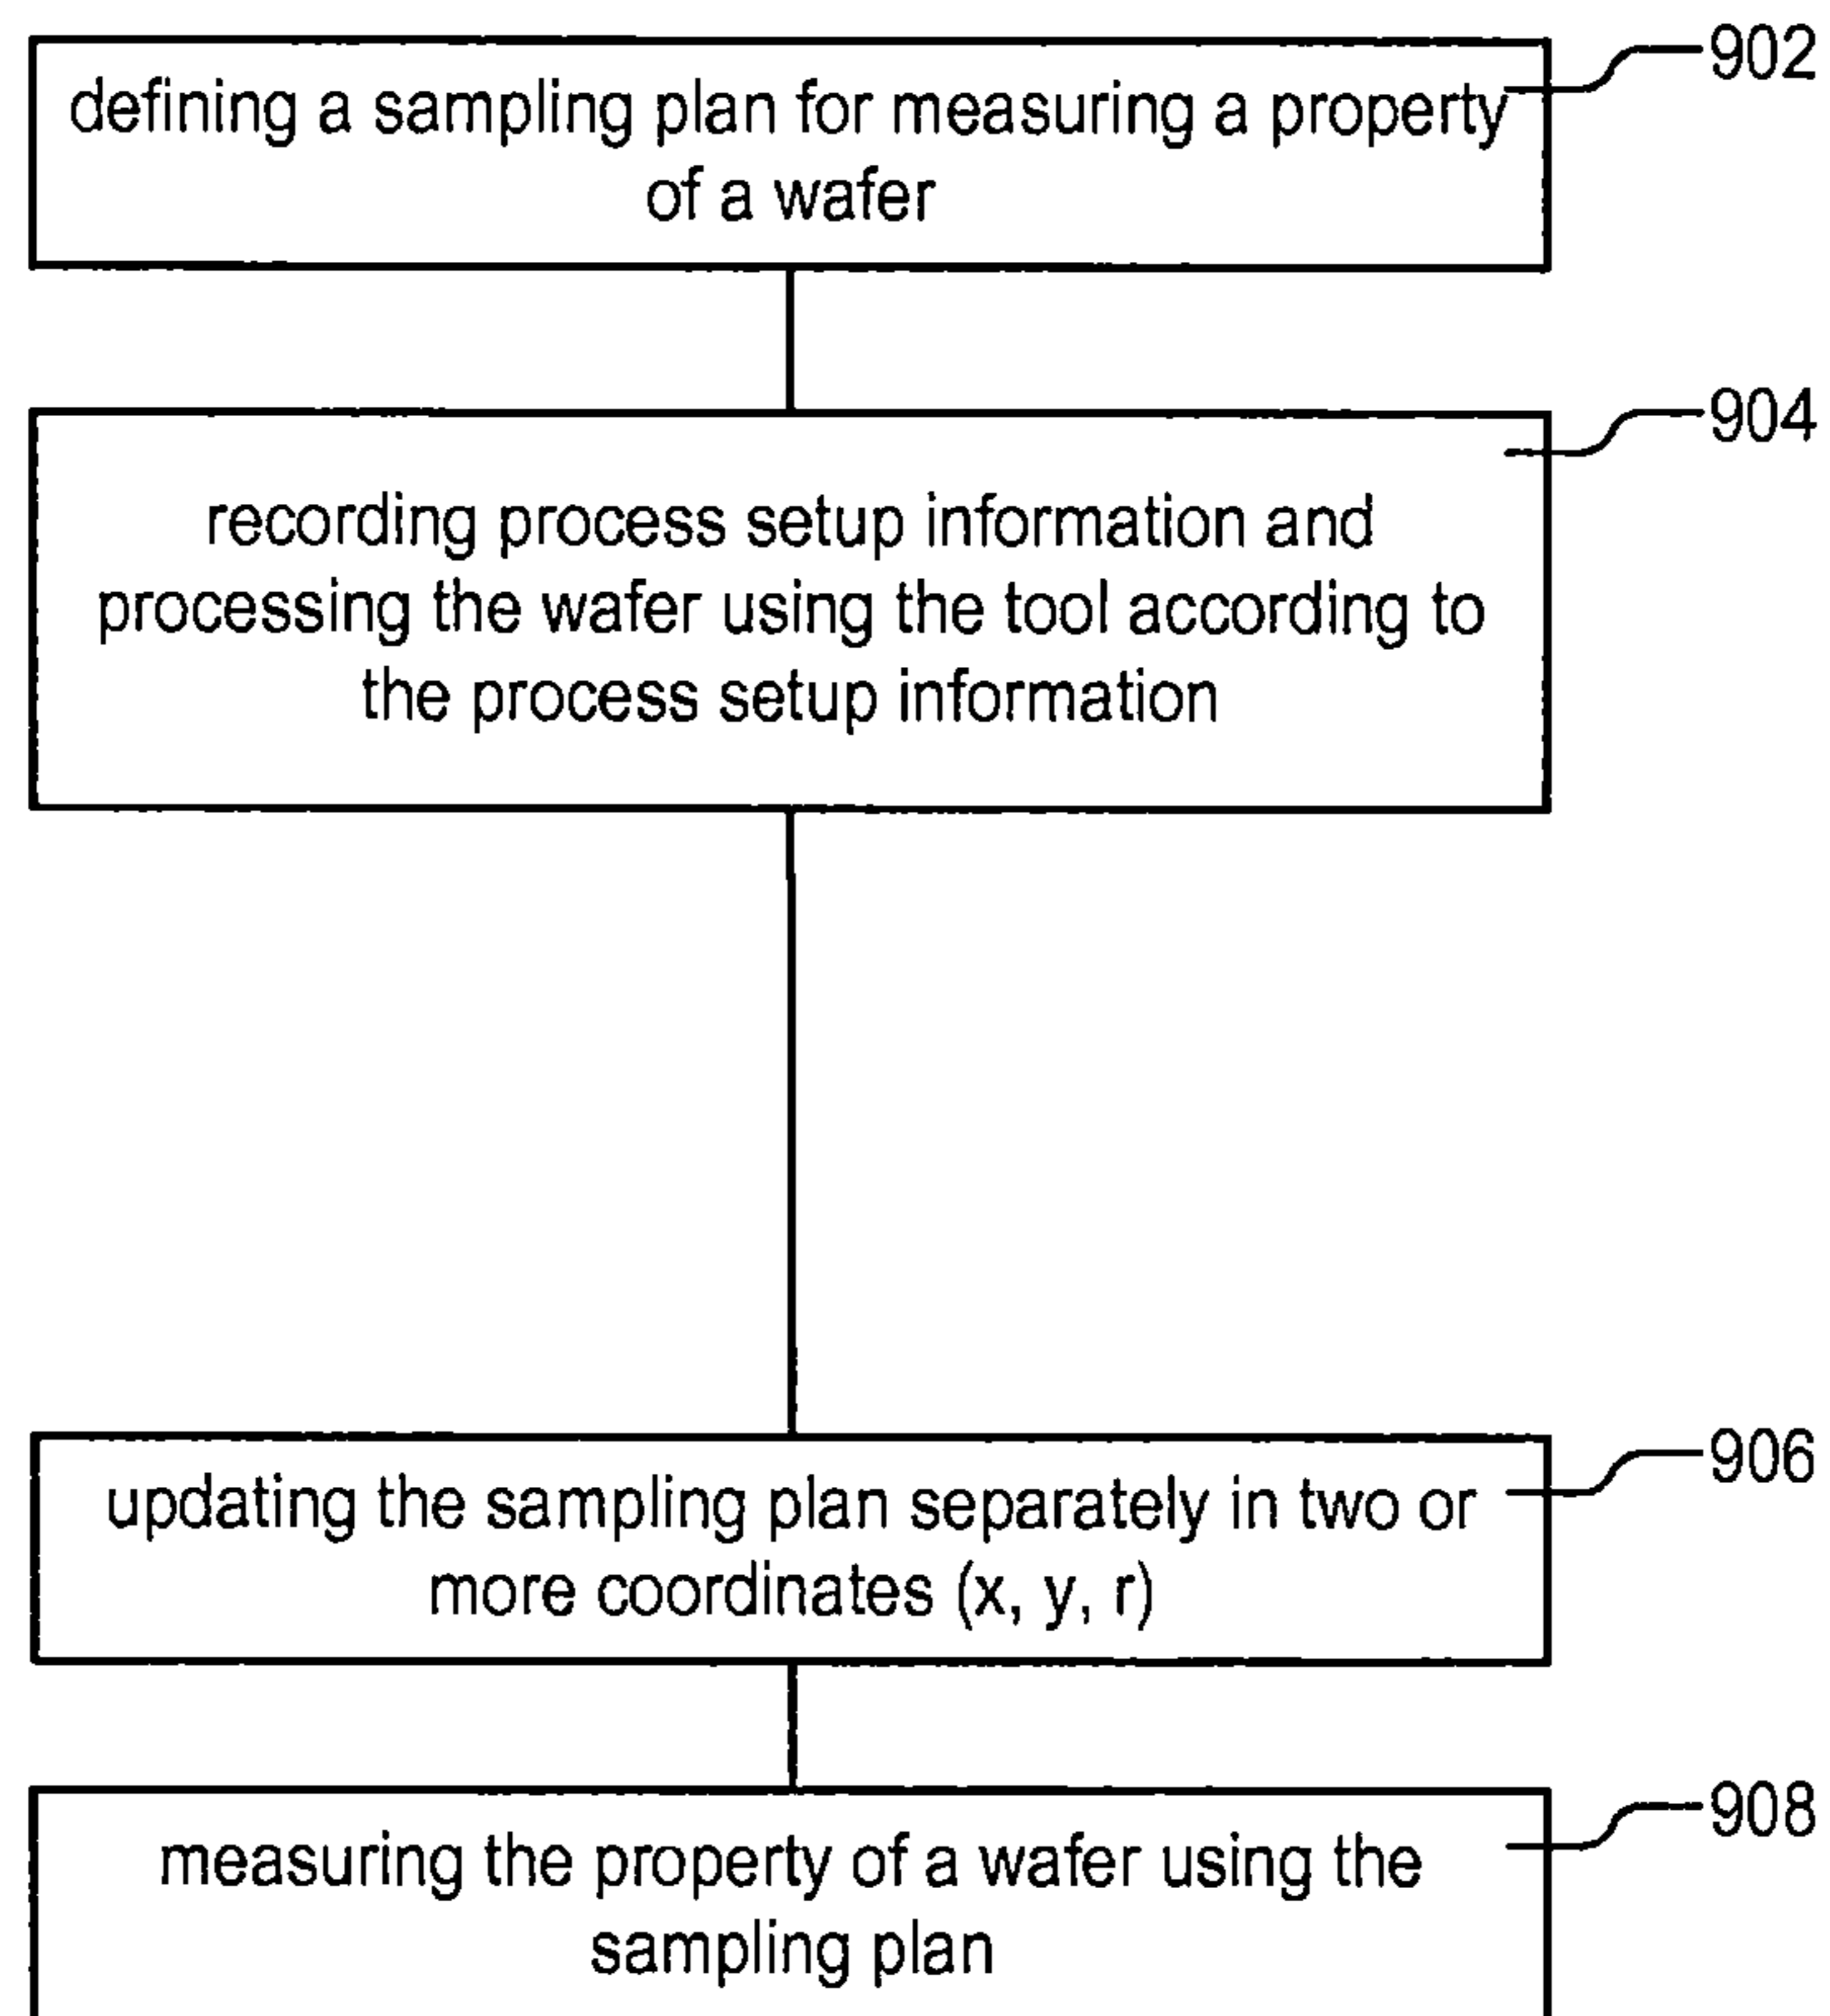 902
defining a sampling plan for measuring a property
of a wafer
904
recording process setup information and
processing the wafer using the tool according to
the process setup information
906
updating the sampling plan separately in two or
more coordinates (x, y, r)
908
measuring the property of a wafer using the
sampling plan